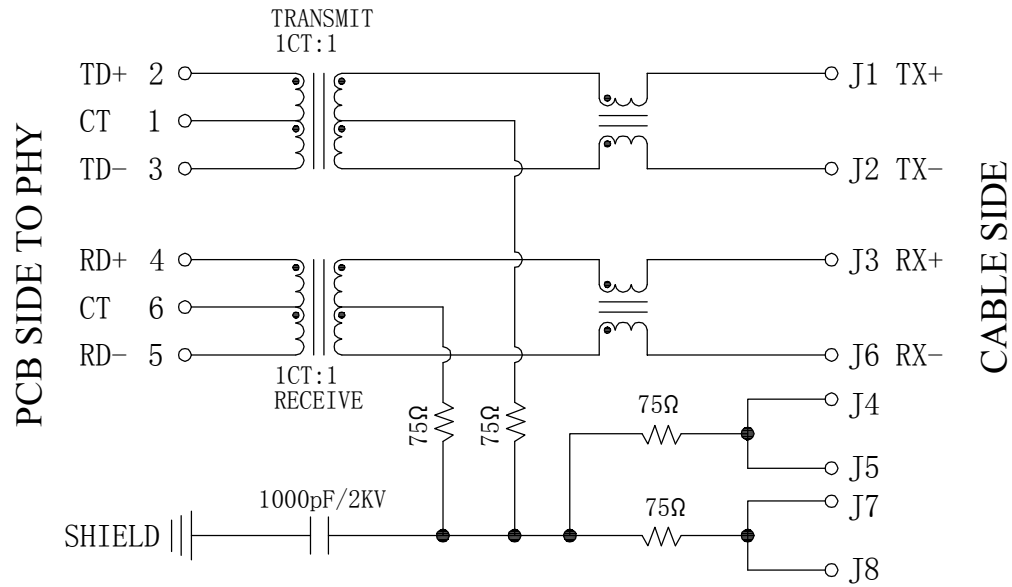 TRANSMIT
1CT:1
TD+ 2
CT 1
TD- 3
J1 TX+
J2 TX-
PCB SIDE TO PHY
CABLE SIDE
RD+ 4
CT 6
RD- 5
J3 RX+
J6 RX-
1CT:1
RECEIVE
75Ω
75Ω
75Ω
J4
J5
1000pF/2KV
75Ω
J7
SHIELD
J8